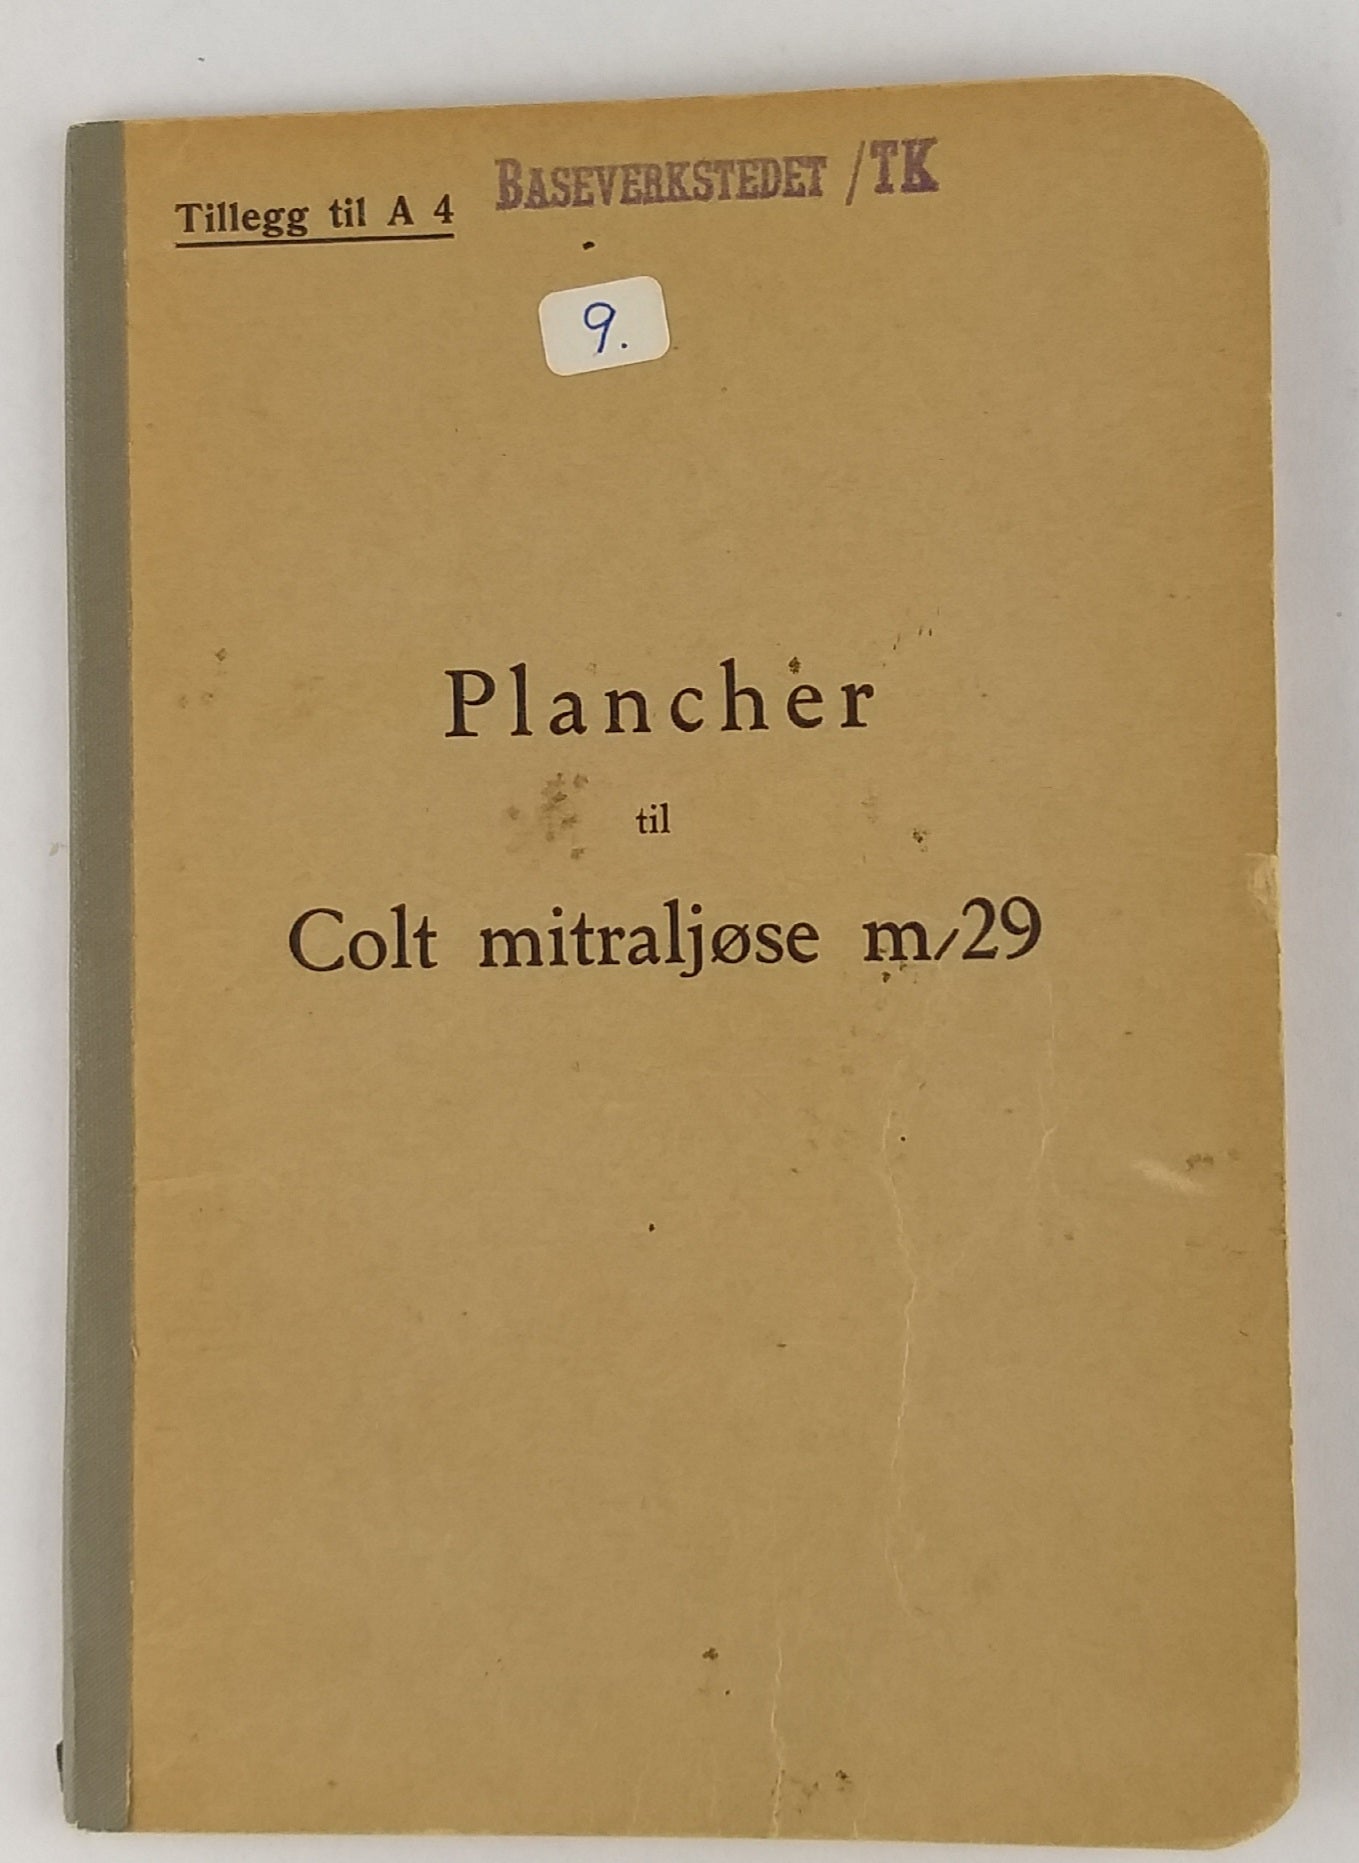 Tillegg til A 4
BASEVERKSTEDET / TK
9.
Plancher
til
Colt mitraljøse m/29